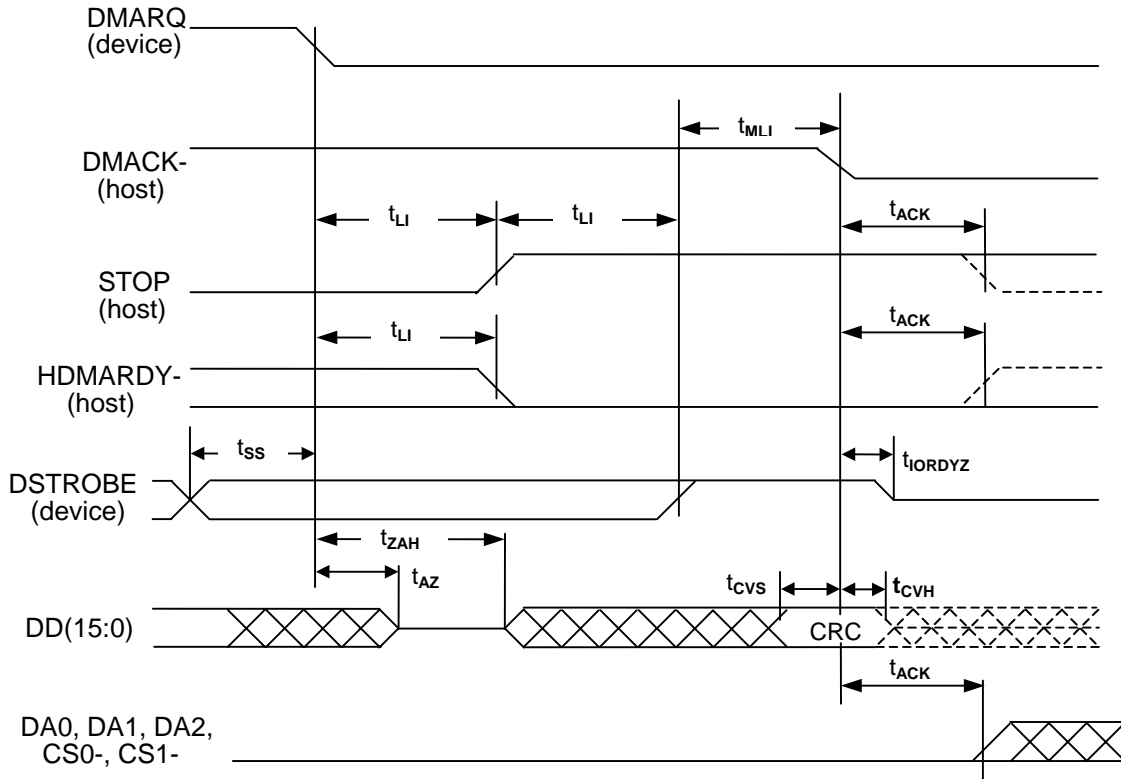 DMARQ
(device)
tMLI
DMACK-
(host)
tLI
tLI
tACK
STOP
(host)
tLI
tACK
HDMARDY-
(host)
tSS
tIORDYZ
DSTROBE
(device)
tZAH
tAZ
tCVS
tCVH
DD(15:0)
CRC
tACK
DA0, DA1, DA2,
CS0-, CS1-